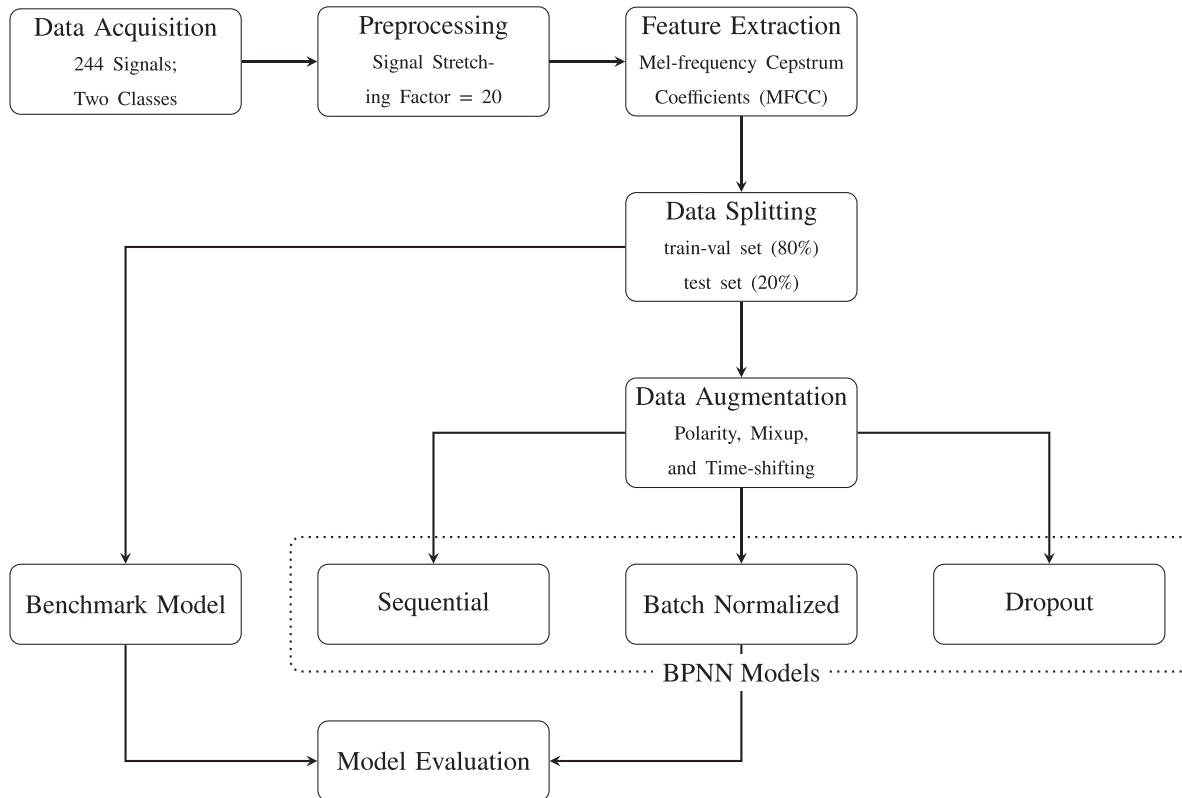 Data Acquisition
244 Signals;
Two Classes
Preprocessing
Signal Stretch-
ing Factor = 20
Feature Extraction
Mel-frequency Cepstrum
Coefficients (MFCC)
Data Splitting
train-val set (80%)
test set (20%)
Data Augmentation
Polarity, Mixup,
and Time-shifting
Benchmark Model
Sequential
Batch Normalized
Dropout
BPNN Models
Model Evaluation